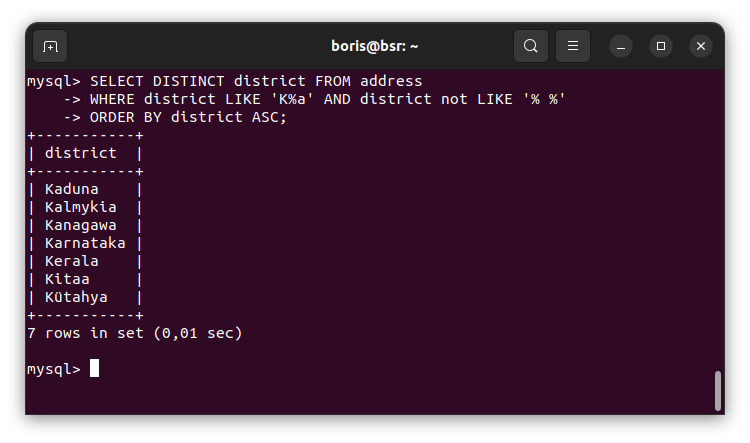 boris@bsr: ~
mysql> SELECT DISTINCT district FROM address
    -> WHERE district LIKE 'K%a' AND district not LIKE '% %'
    -> ORDER BY district ASC;
+-----------+
| district  |
+-----------+
| Kaduna    |
| Kalmykia  |
| Kanagawa  |
| Karnataka |
| Kerala    |
| Kitaa     |
| Kütahya   |
+-----------+
7 rows in set (0,01 sec)
mysql>